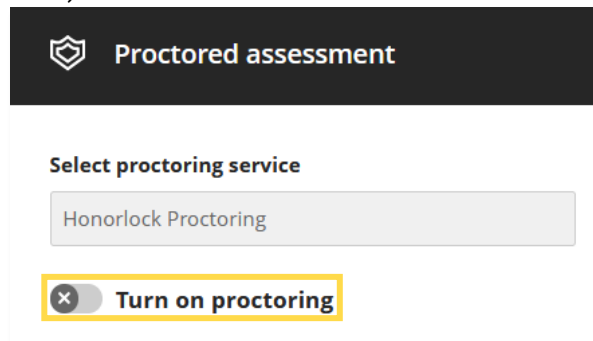 Proctored assessment
Select proctoring service
Honorlock Proctoring
Turn on proctoring